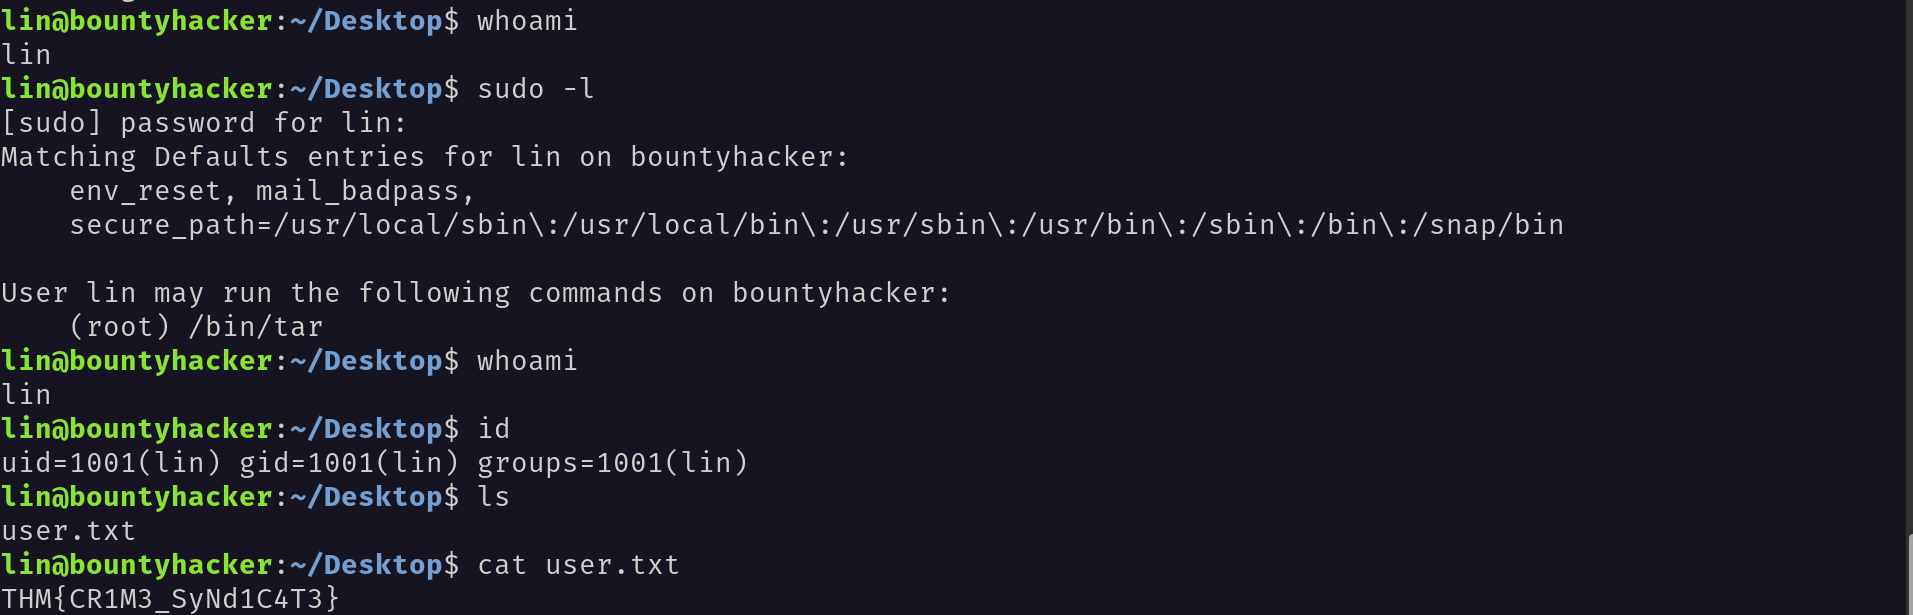 lin@bountyhacker:~/Desktop$ whoami
lin
lin@bountyhacker:~/Desktop$ sudo -l
[sudo] password for lin:
Matching Defaults entries for lin on bountyhacker:
    env_reset, mail_badpass,
    secure_path=/usr/local/sbin\:/usr/local/bin\:/usr/sbin\:/usr/bin\:/sbin\:/bin\:/snap/bin

User lin may run the following commands on bountyhacker:
    (root) /bin/tar
lin@bountyhacker:~/Desktop$ whoami
lin
lin@bountyhacker:~/Desktop$ id
uid=1001(lin) gid=1001(lin) groups=1001(lin)
lin@bountyhacker:~/Desktop$ ls
user.txt
lin@bountyhacker:~/Desktop$ cat user.txt
THM{CR1M3_SyNd1C4T3}